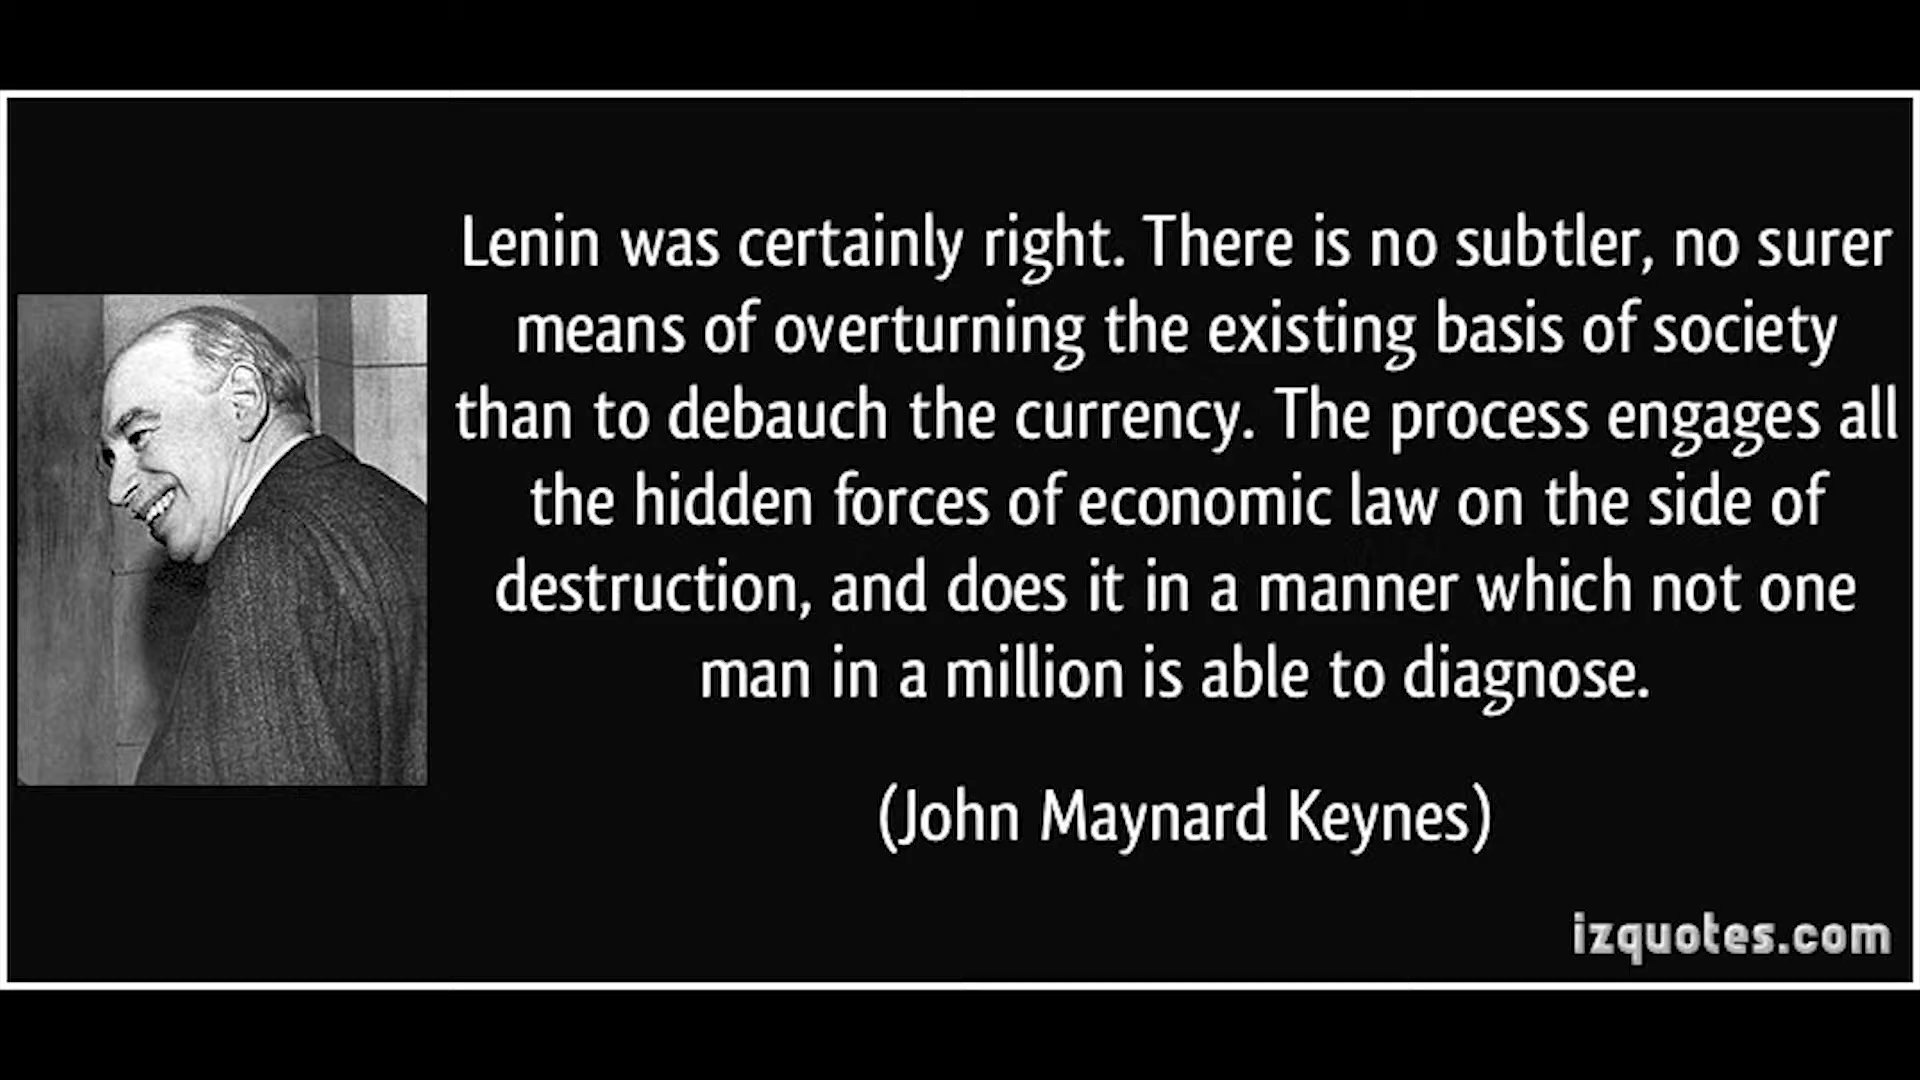 Lenin was certainly right. There is no subtler, no surer
means of overturning the existing basis of society
than to debauch the currency. The process engages all
the hidden forces of economic law on the side of
destruction, and does it in a manner which not one
man in a million is able to diagnose.
(John Maynard Keynes)
izquotes.com